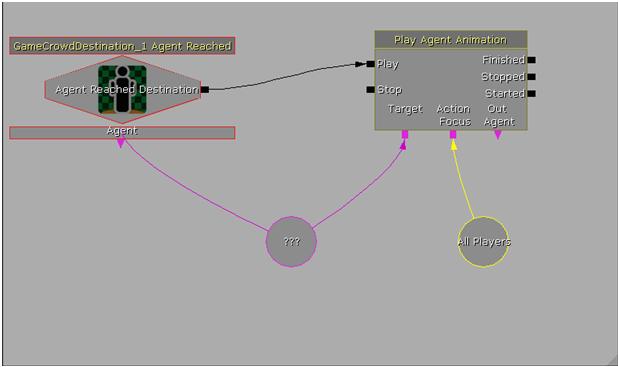 GameCrowdDestination_1 Agent Reached
Agent Reached Destination
Agent
Play Agent Animation
Play
Finished
Stopped
Stop
Started
Target
Action
Focus
Out
Agent
???
All Players